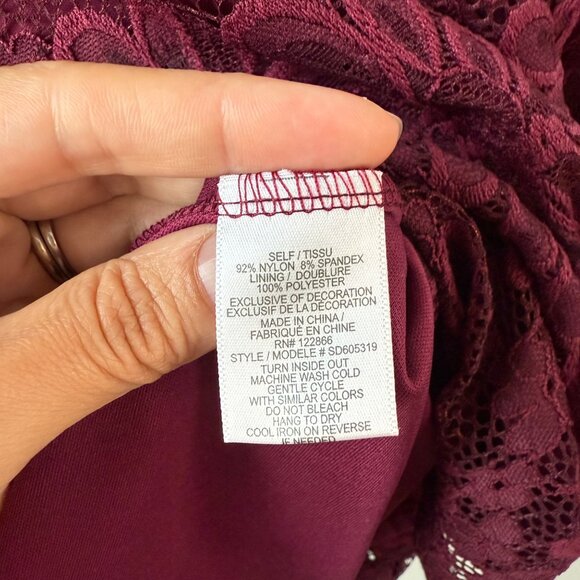 SELF / TISSU
92% NYLON 8% SPANDEX
LINING / DOUBLURE
100% POLYESTER
EXCLUSIVE OF DECORATION
EXCLUSIF DE LA DÉCORATION
MADE IN CHINA /
FABRIQUÉ EN CHINE
RN# 122866
STYLE / MODELE # SD605319
TURN INSIDE OUT
MACHINE WASH COLD
GENTLE CYCLE
WITH SIMILAR COLORS
DO NOT BLEACH
HANG TO DRY
COOL IRON ON REVERSE
IF NEEDED